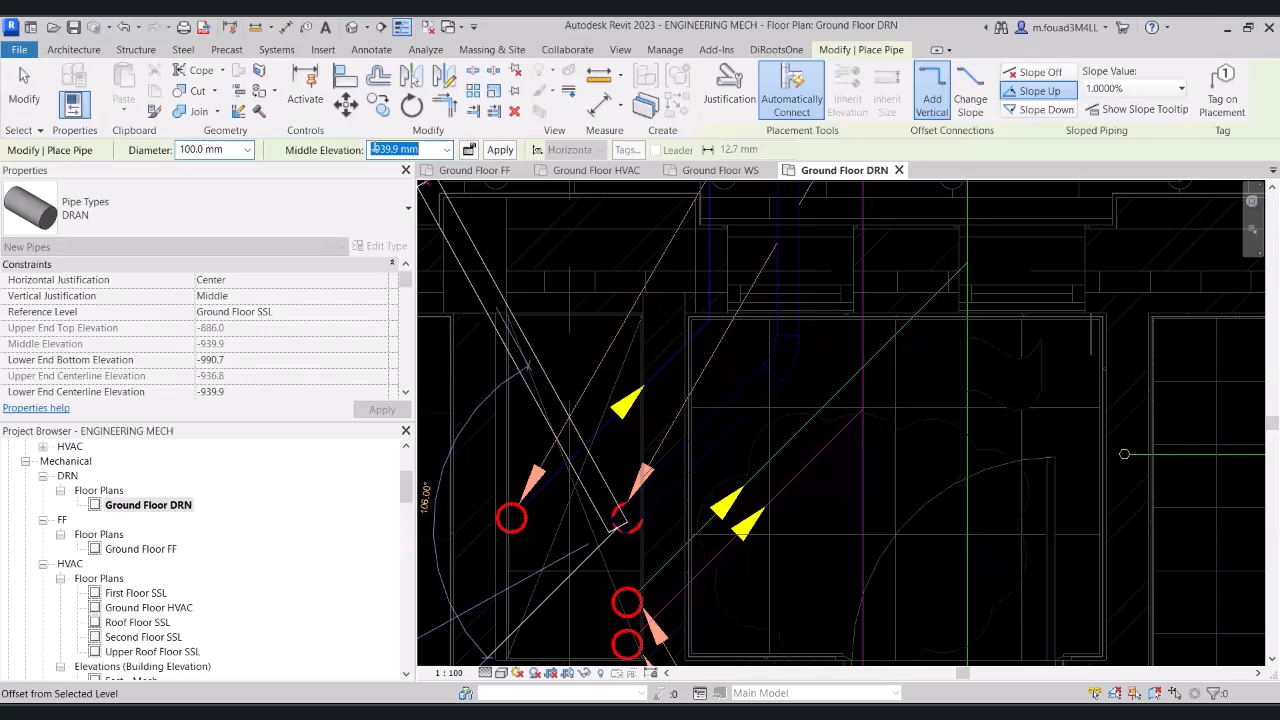 Autodesk Revit 2023 - ENGINEERING MECH - Floor Plan: Ground Floor DRN
m.fouad3M4LL
File Architecture Structure Steel Precast Systems Insert Annotate Analyze Massing & Site Collaborate View Manage Add-Ins DiRootsOne Modify | Place Pipe
Modify Paste Cope Cut Join Activate Justification Automatically Connect Inherit Elevation Inherit Size Add Vertical Change Slope
Slope Off Slope Value:
Slope Up 1.0000%
Slope Down Show Slope Tooltip
Tag on Placement
Select Properties Clipboard Geometry Controls Modify View Measure Create Placement Tools Offset Connections Sloped Piping Tag
Modify | Place Pipe Diameter: 100.0 mm Middle Elevation: -939.9 mm Apply Horizonta Tags... Leader 12.7 mm
Properties
Ground Floor FF Ground Floor HVAC Ground Floor WS Ground Floor DRN
Pipe Types
DRAN
New Pipes Edit Type
Constraints
Horizontal Justification Center
Vertical Justification Middle
Reference Level Ground Floor SSL
Upper End Top Elevation -886.0
Middle Elevation -939.9
Lower End Bottom Elevation -990.7
Upper End Centerline Elevation -936.8
Lower End Centerline Elevation -939.9
Properties help Apply
Project Browser - ENGINEERING MECH
HVAC
Mechanical
DRN
Floor Plans
Ground Floor DRN
FF
Floor Plans
Ground Floor FF
HVAC
Floor Plans
First Floor SSL
Ground Floor HVAC
Roof Floor SSL
Second Floor SSL
Upper Roof Floor SSL
Elevations (Building Elevation)
East - Mech
106.00°
1 : 100
Offset from Selected Level :0 Main Model :0